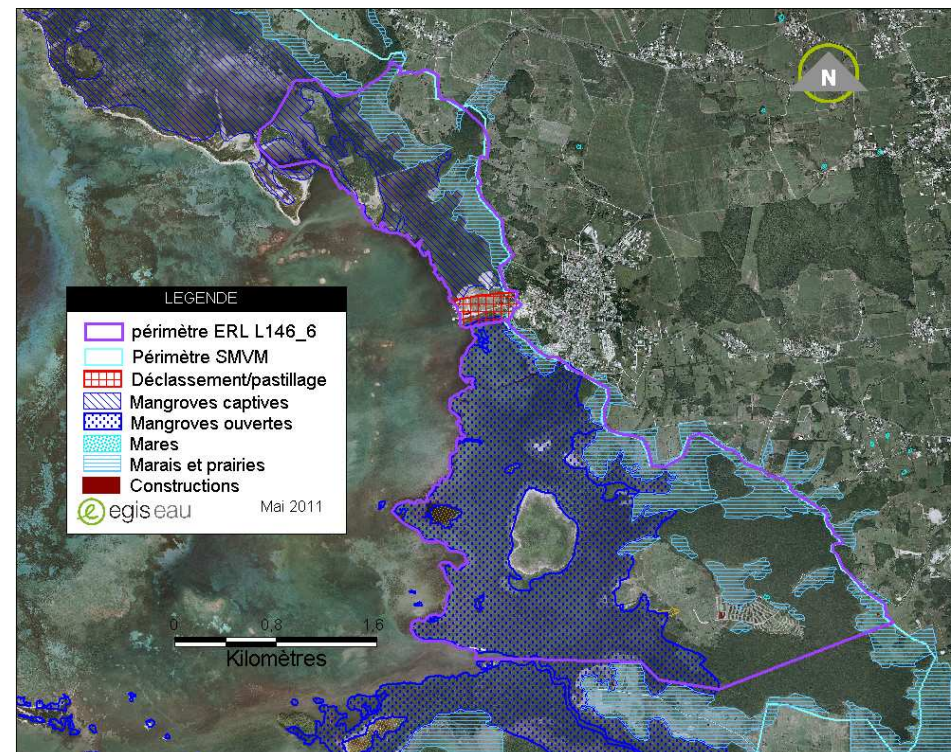 N
LEGENDE
périmètre ERL L146_6
Périmètre SMVM
Déclassement/pastillage
Mangroves captives
Mangroves ouvertes
Mares
Marais et prairies
Constructions
egis eau Mai 2011
0 0,8 1,6
Kilomètres